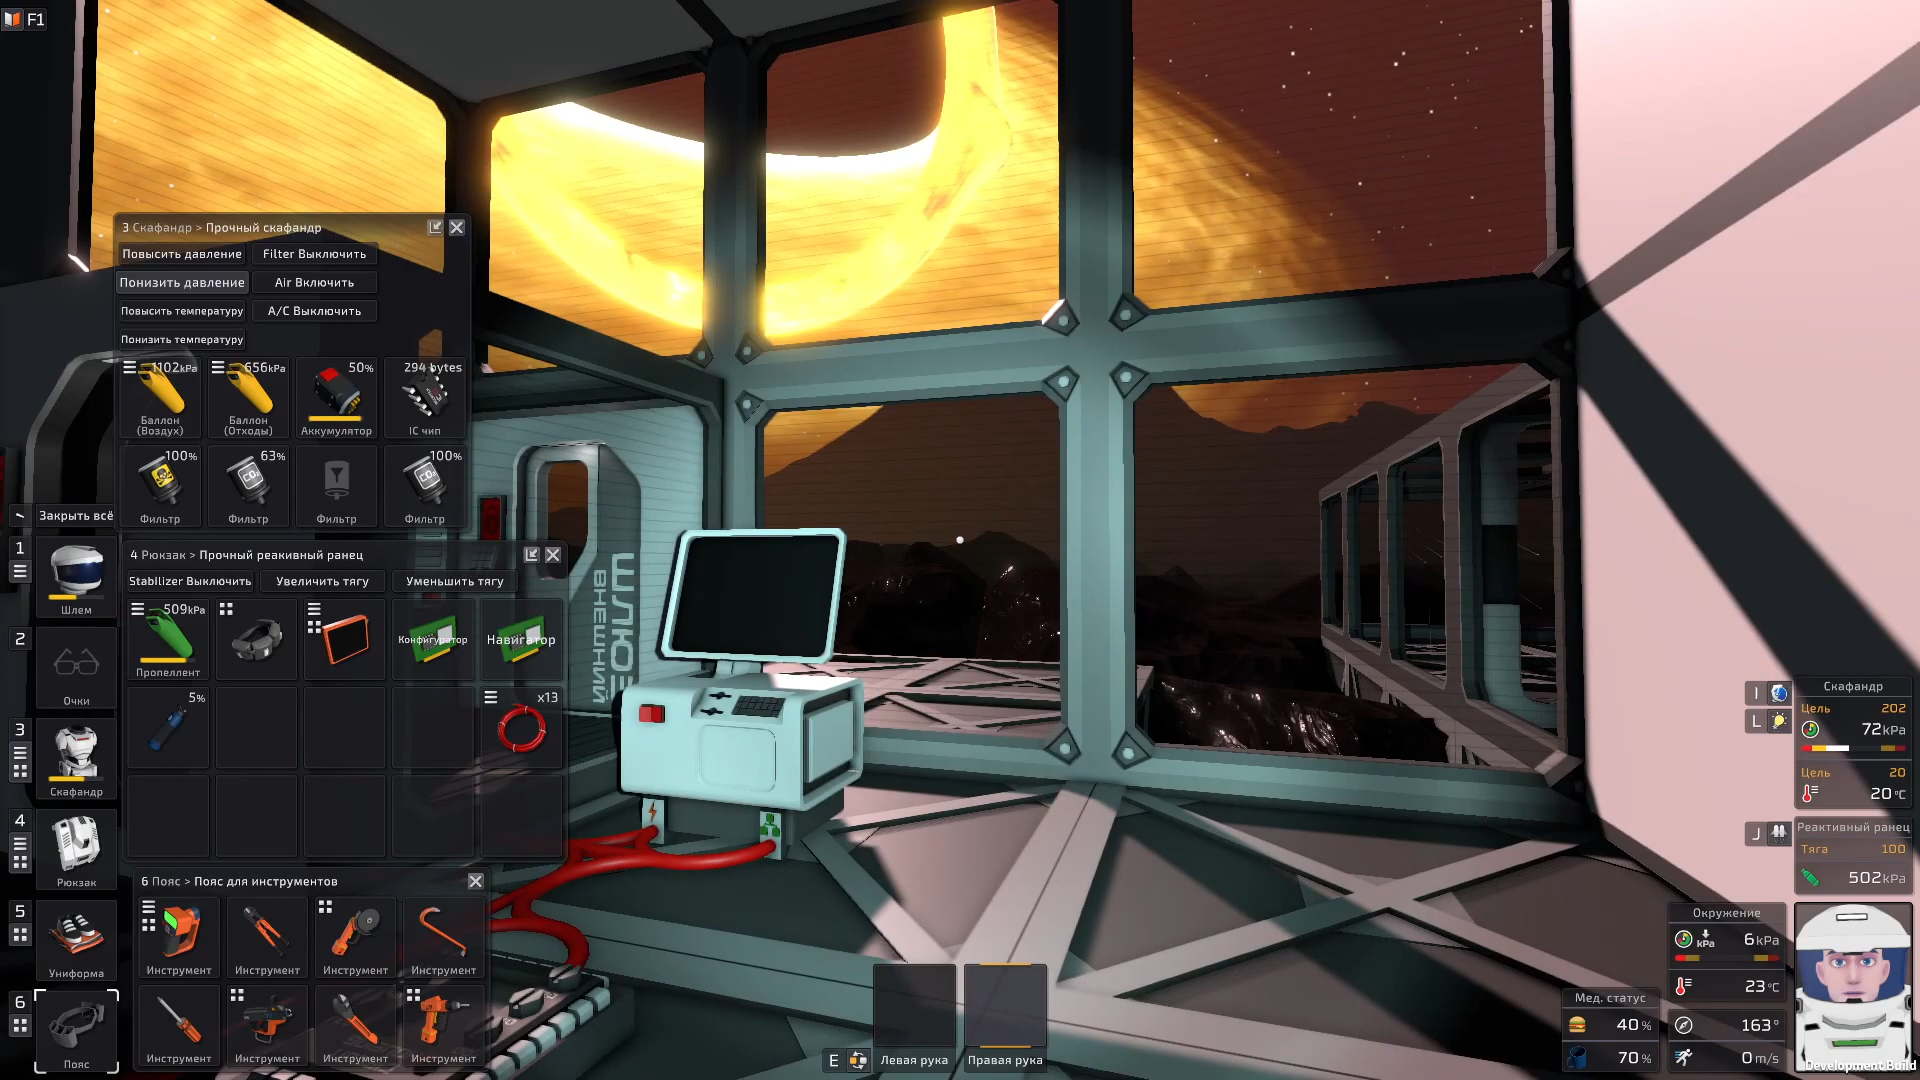 F1
3 Скафандр > Прочный скафандр
Повысить давление
Filter Выключить
Понизить давление
Air Включить
Повысить температуру
A/C Выключить
Понизить температуру
1102kPa
656kPa
50%
294 bytes
Баллон (Воздух)
Баллон (Отходы)
Аккумулятор
IC чип
100%
63%
100%
Фильтр
Фильтр
Фильтр
Фильтр
Закрыть всё
1
Шлем
2
Очки
3
Скафандр
4
Рюкзак
5
Униформа
6
Пояс
4 Рюкзак > Прочный реакивный ранец
Stabilizer Выключить
Увеличить тягу
Уменьшить тягу
509kPa
Пропеллент
Конфигуратор
Навигатор
5%
x13
6 Пояс > Пояс для инструментов
Инструмент
Инструмент
Инструмент
Инструмент
Инструмент
Инструмент
Инструмент
Инструмент
ШЛЮЗ
ВНЕШНИЙ
E
Левая рука
Правая рука
I
L
J
Скафандр
Цель 202
72kPa
Цель 20
20°C
Реактивный ранец
Тяга 100
502kPa
Окружение
kPa
6kPa
23°C
163°
0m/s
Мед. статус
40%
70%
Development Build